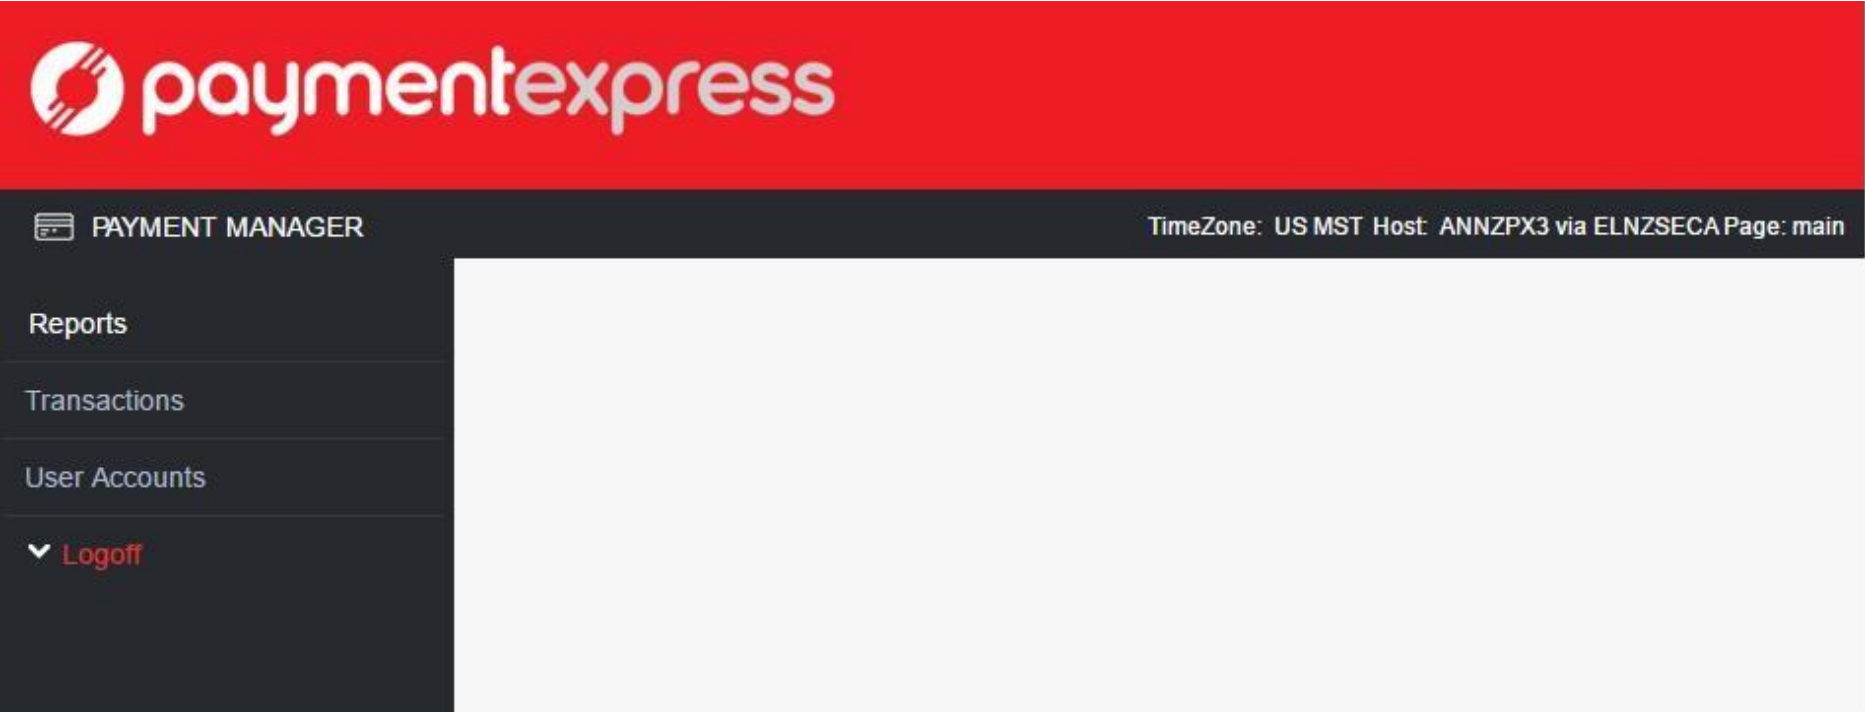 paymentexpress
PAYMENT MANAGER
TimeZone: US MST Host: ANNZPX3 via ELNZSECA Page: main
Reports
Transactions
User Accounts
Logoff